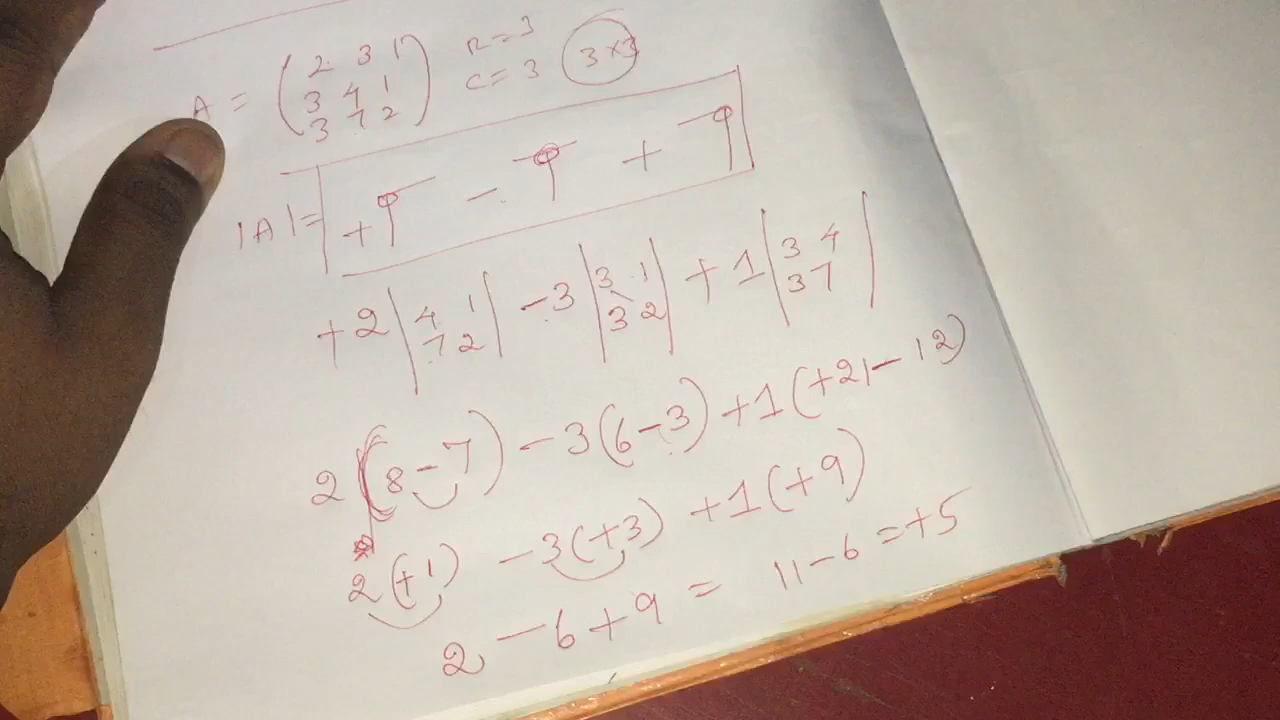 A = ( 2 3 1 R = 3
3 4 1 C = 3 3×3
3 7 2 )
|A| = + - +
+2 | 4 1 | -3 | 3 1 | + 1 | 3 4 |
| 7 2 | | 3 2 | | 3 7 |
2 (8-7) - 3(6-3) + 1(+21-12)
2 (+1) - 3(+3) + 1(+9)
2 - 6 + 9 = 11-6 = +5